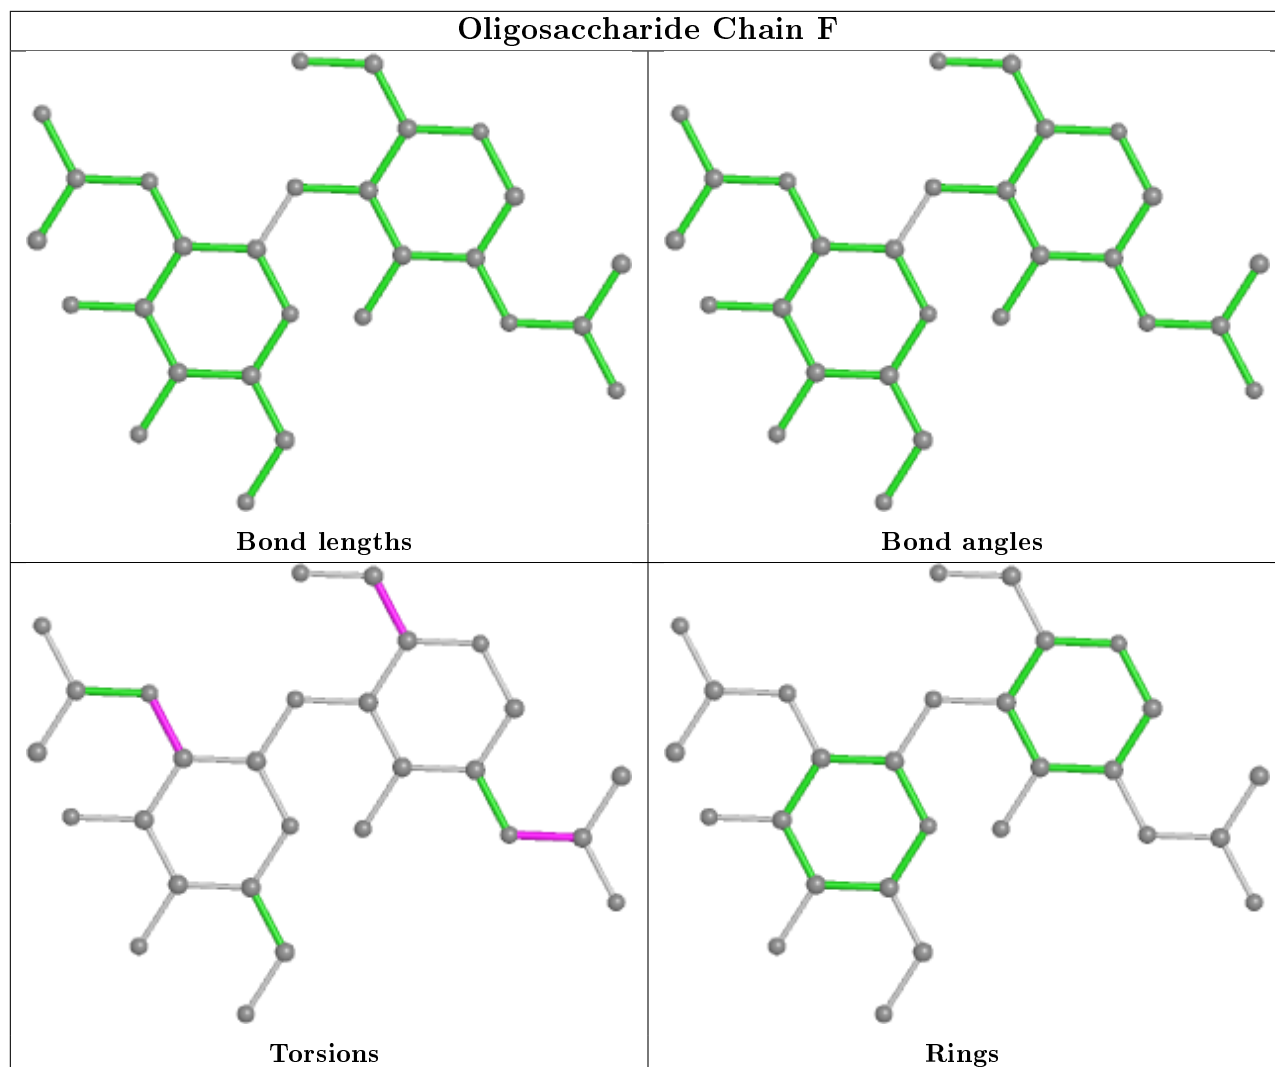 Oligosaccharide Chain F
Bond lengths
Bond angles
Torsions
Rings